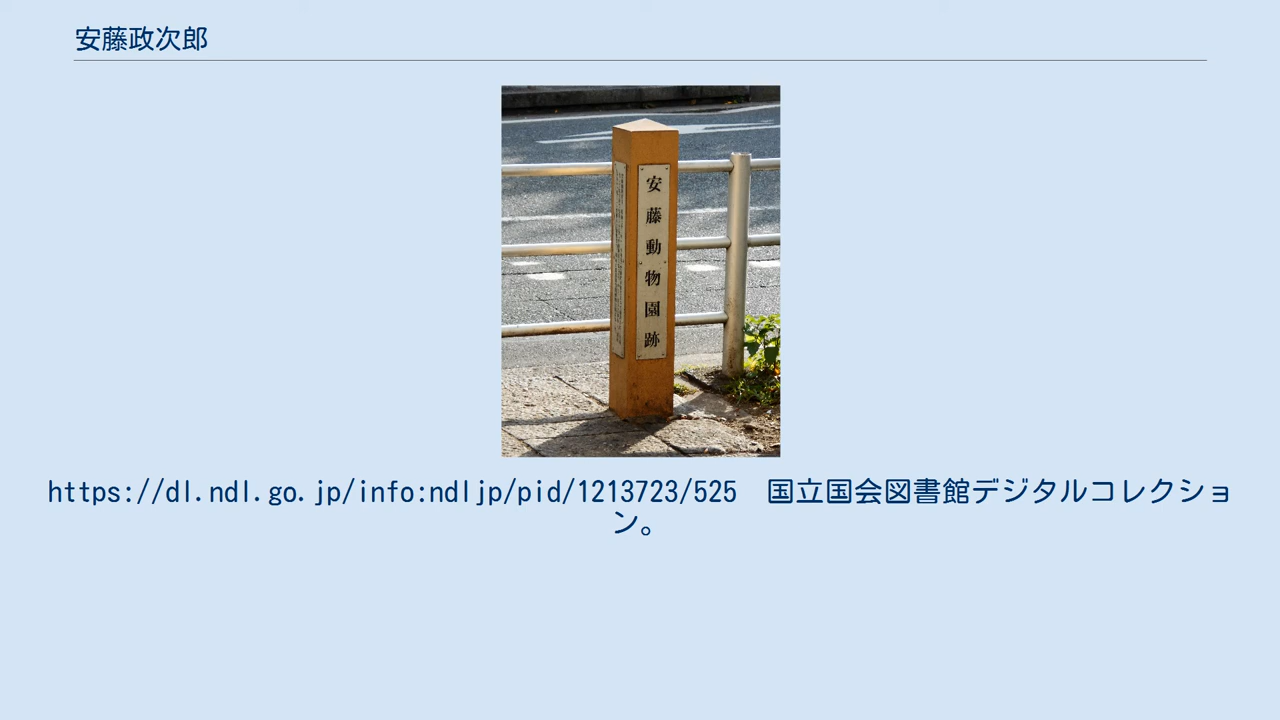 安藤政次郎
安藤動物園跡
https://dl.ndl.go.jp/info:ndljp/pid/1213723/525　国立国会図書館デジタルコレクショ
ン。